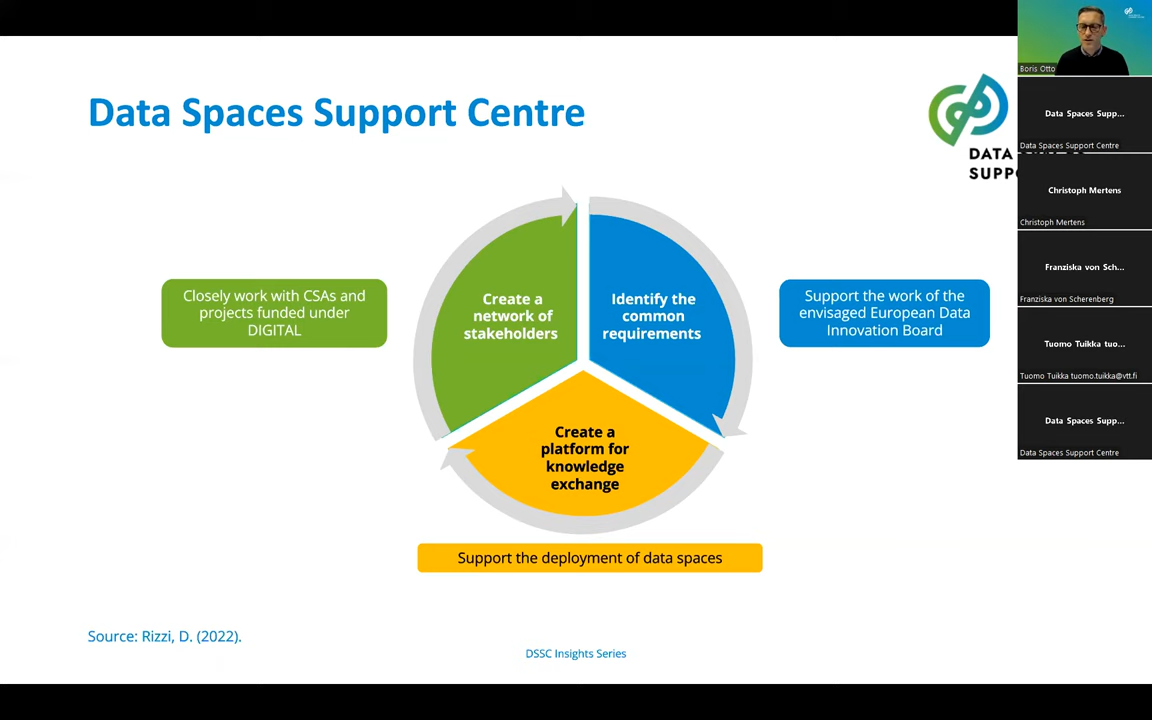 Data Spaces Support Centre
DATA
SUPP
Create a
network of
stakeholders
Identify the
common
requirements
Create a
platform for
knowledge
exchange
Closely work with CSAs and
projects funded under
DIGITAL
Support the work of the
envisaged European Data
Innovation Board
Support the deployment of data spaces
Source: Rizzi, D. (2022).
DSSC Insights Series
Boris Otto
Data Spaces Supp...
Data Spaces Support Centre
Christoph Mertens
Christoph Mertens
Franziska von Sch...
Franziska von Scherenberg
Tuomo Tuikka tuo...
Tuomo Tuikka tuomo.tuikka@vtt.fi
Data Spaces Supp...
Data Spaces Support Centre